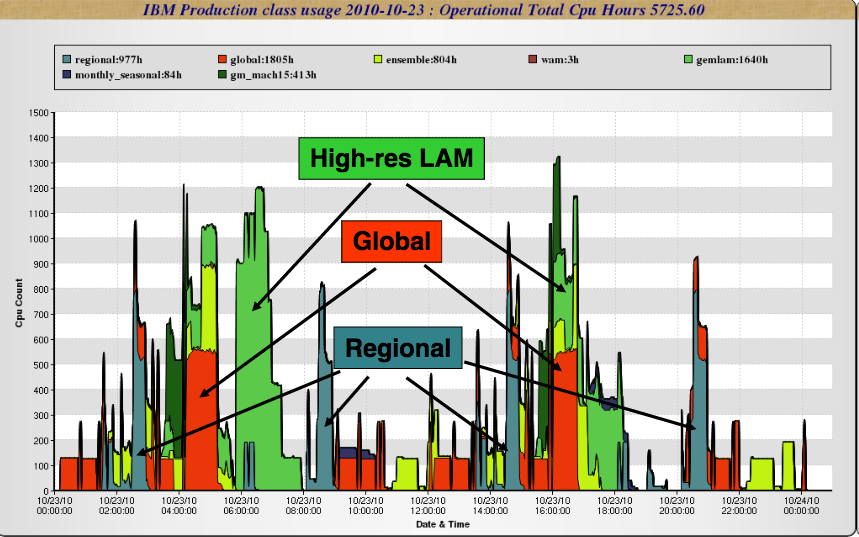 IBM Production class usage 2010-10-23 : Operational Total Cpu Hours 5725.60
regional:977h global:1805h ensemble:804h wam:3h gemlam:1640h
monthly_seasonal:84h gm_mach15:413h
1500
1400
1300
1200
1100
1000
900
800
700
600
500
400
300
200
100
0
Cpu Count
High-res LAM
Global
Regional
10/23/10 10/23/10 10/23/10 10/23/10 10/23/10 10/23/10 10/23/10 10/23/10 10/23/10 10/23/10 10/23/10 10/23/10 10/24/10
00:00:00 02:00:00 04:00:00 06:00:00 08:00:00 10:00:00 12:00:00 14:00:00 16:00:00 18:00:00 20:00:00 22:00:00 00:00:00
Date & Time